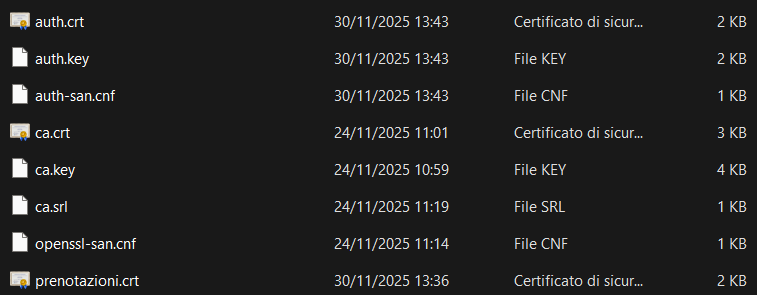 auth.crt 30/11/2025 13:43 Certificato di sicur... 2 KB
auth.key 30/11/2025 13:43 File KEY 2 KB
auth-san.cnf 30/11/2025 13:43 File CNF 1 KB
ca.crt 24/11/2025 11:01 Certificato di sicur... 3 KB
ca.key 24/11/2025 10:59 File KEY 4 KB
ca.srl 24/11/2025 11:19 File SRL 1 KB
openssl-san.cnf 24/11/2025 11:14 File CNF 1 KB
prenotazioni.crt 30/11/2025 13:36 Certificato di sicur... 2 KB